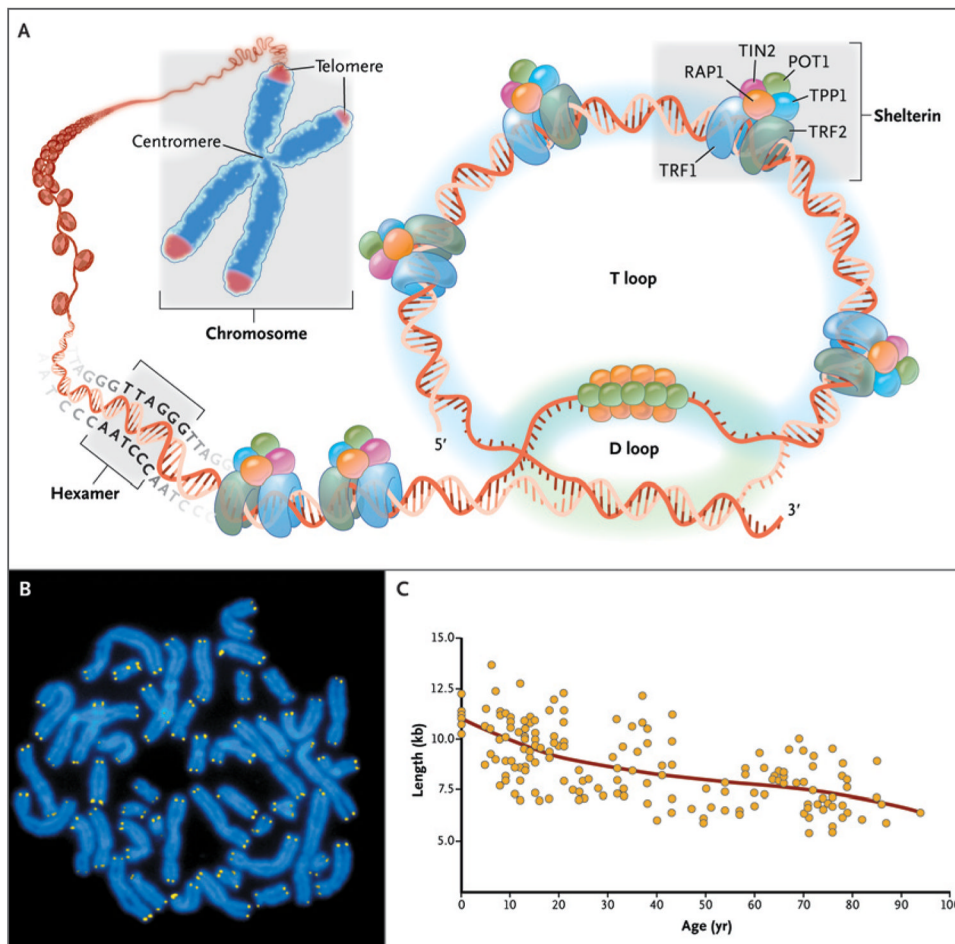 A
Telomere
Centromere
Chromosome
TIN2
POT1
RAP1
TPP1
Shelterin
TRF2
TRF1
T loop
TTAGGGTTAGGGTTAGG
AATCCCAATCCCAATCCC
Hexamer
5′
D loop
3′
B
C
15.0
12.5
10.0
7.5
5.0
Length (kb)
0 10 20 30 40 50 60 70 80 90 100
Age (yr)